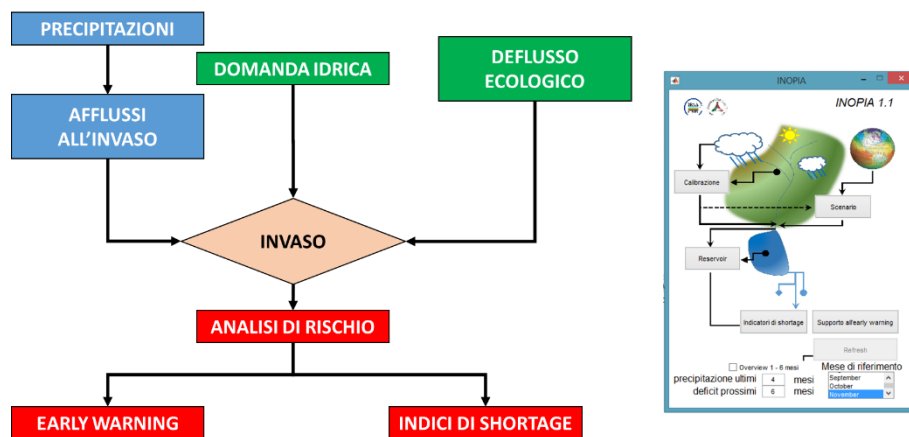 PRECIPITAZIONI
AFFLUSSI
ALL'INVASO
DOMANDA IDRICA
DEFLUSSO
ECOLOGICO
INVASO
ANALISI DI RISCHIO
EARLY WARNING
INDICI DI SHORTAGE
INOPIA
INOPIA 1.1
Calibrazione
Scenario
Reservoir
Indicatori di shortage
Supporto all'early warning
Refresh
Overview 1 - 6 mesi
Mese di riferimento
precipitazione ultimi 4 mesi
deficit prossimi 6 mesi
September
October
November